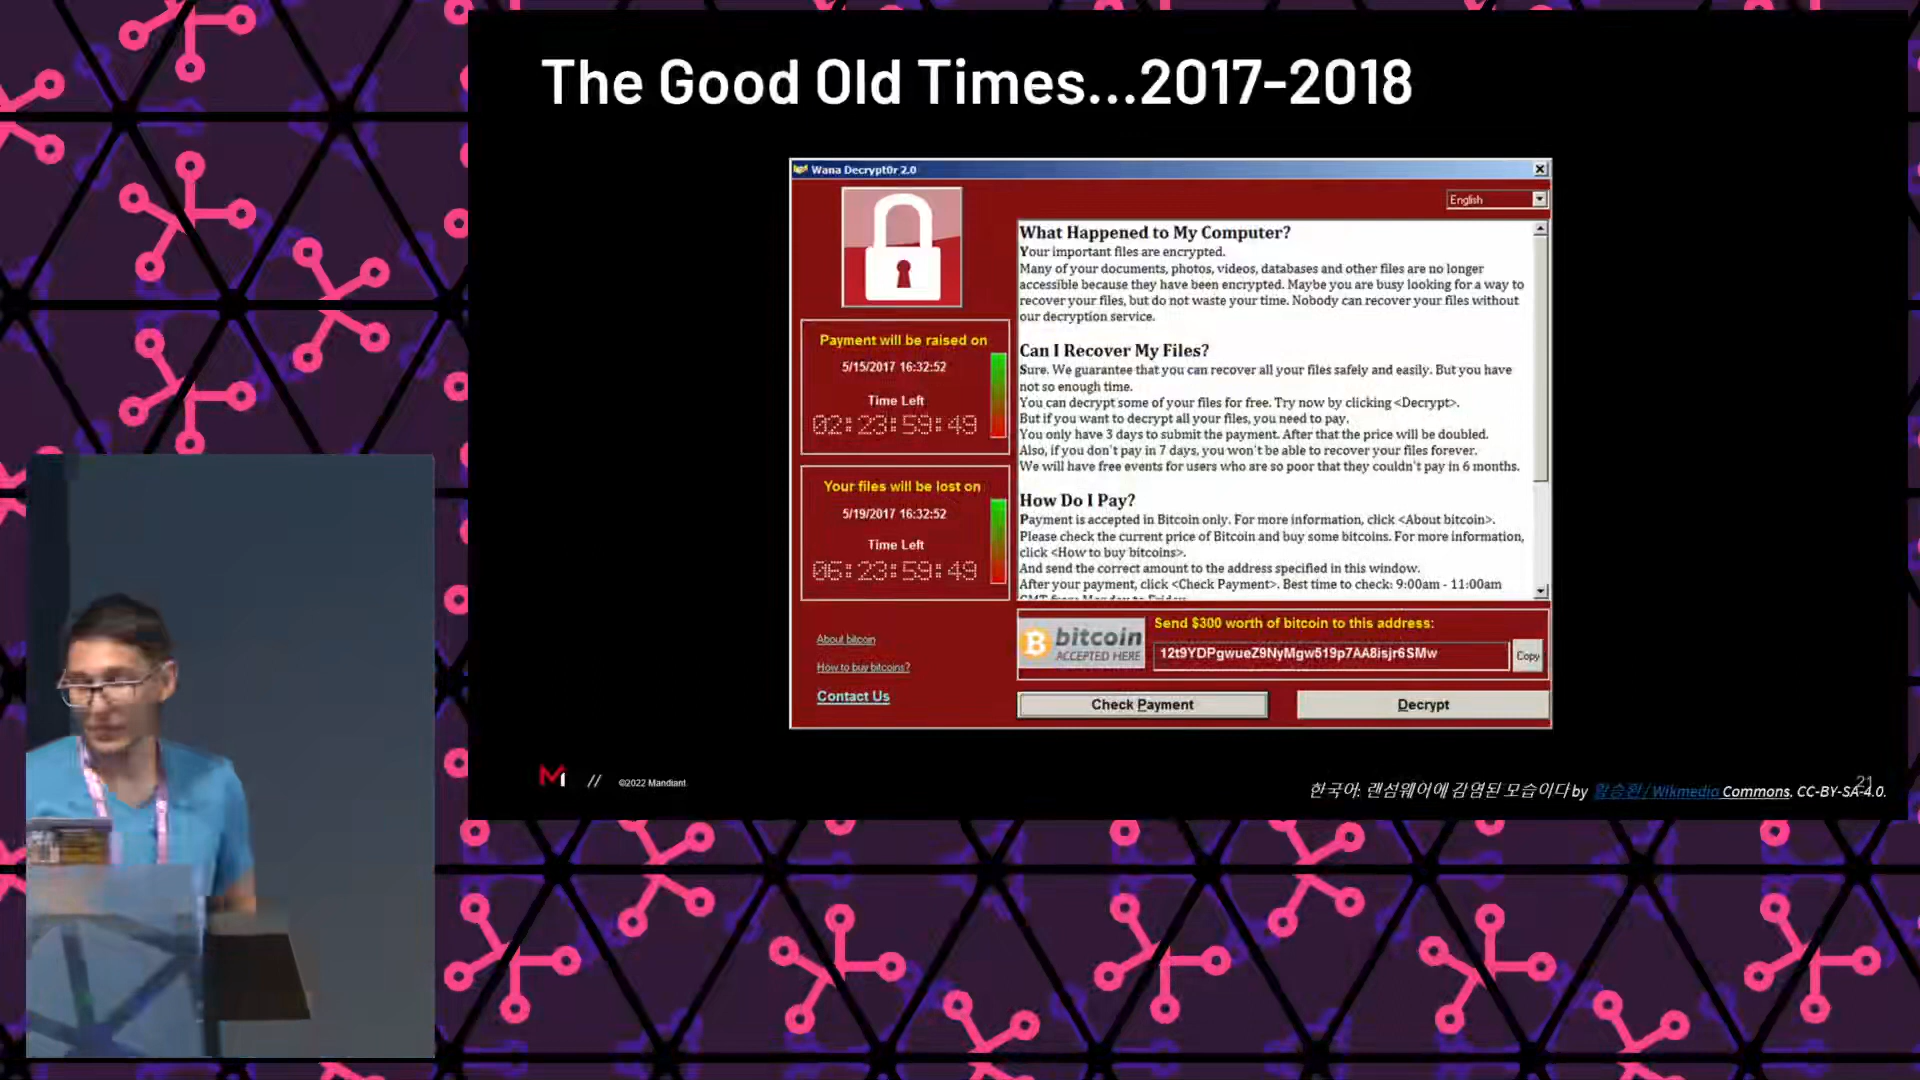 The Good Old Times...2017-2018
Wana Decrypt0r 2.0
English
What Happened to My Computer?
Your important files are encrypted.
Many of your documents, photos, videos, databases and other files are no longer
accessible because they have been encrypted. Maybe you are busy looking for a way to
recover your files, but do not waste your time. Nobody can recover your files without
our decryption service.
Can I Recover My Files?
Sure. We guarantee that you can recover all your files safely and easily. But you have
not so enough time.
You can decrypt some of your files for free. Try now by clicking <Decrypt>.
But if you want to decrypt all your files, you need to pay.
You only have 3 days to submit the payment. After that the price will be doubled.
Also, if you don't pay in 7 days, you won't be able to recover your files forever.
We will have free events for users who are so poor that they couldn't pay in 6 months.
How Do I Pay?
Payment is accepted in Bitcoin only. For more information, click <About bitcoin>.
Please check the current price of Bitcoin and buy some bitcoins. For more information,
click <How to buy bitcoins>.
And send the correct amount to the address specified in this window.
After your payment, click <Check Payment>. Best time to check: 9:00am - 11:00am
GMT from Monday to Friday
Payment will be raised on
5/15/2017 16:32:52
Time Left
02:23:59:49
Your files will be lost on
5/19/2017 16:32:52
Time Left
06:23:59:49
About bitcoin
How to buy bitcoins?
Contact Us
bitcoin
ACCEPTED HERE
Send $300 worth of bitcoin to this address:
12t9YDPgwueZ9NyMgw519p7AA8isjr6SMw
Copy
Check Payment
Decrypt
M // ©2022 Mandiant
21
한국어: 랜섬웨어에 감염된 모습이다 by / Wikmedia Commons. CC-BY-SA-4.0.